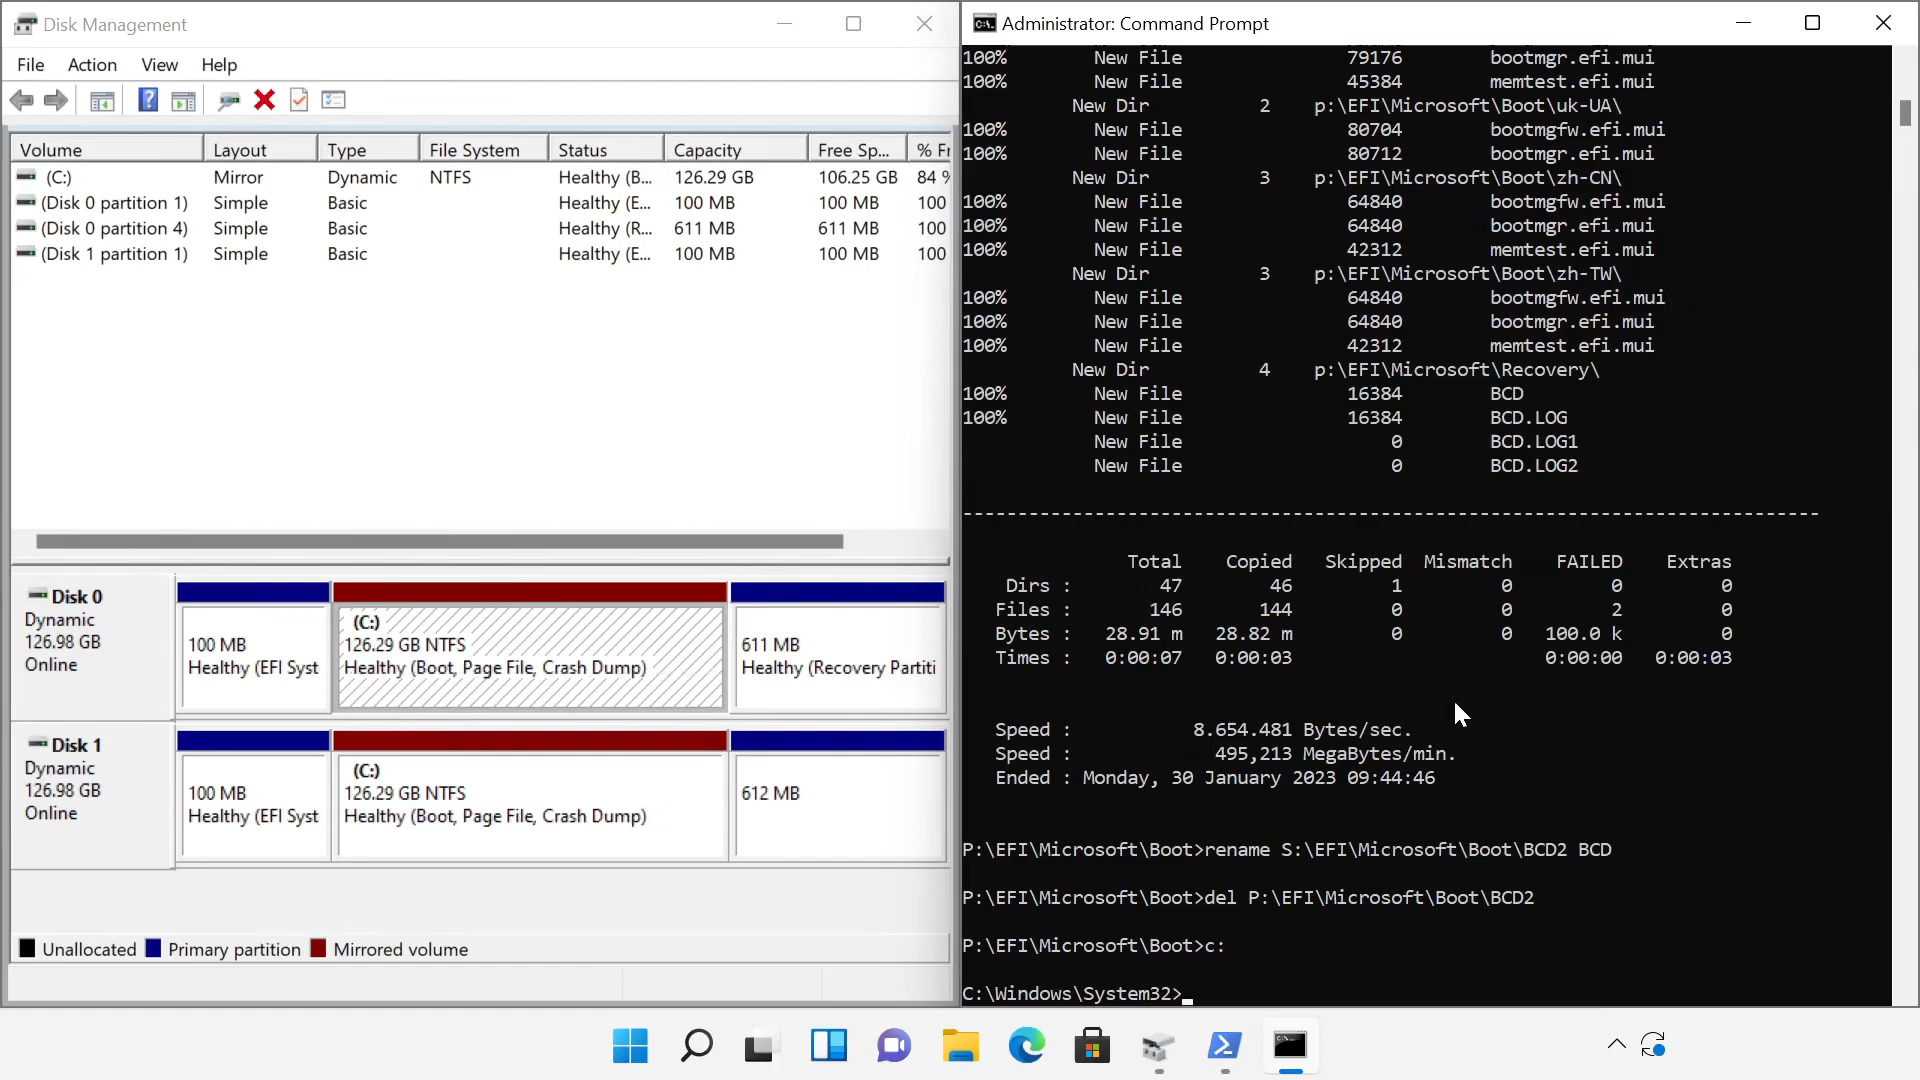 Disk Management
File Action View Help
Volume Layout Type File System Status Capacity Free Sp... % Fr
(C:) Mirror Dynamic NTFS Healthy (B... 126.29 GB 106.25 GB 84 %
(Disk 0 partition 1) Simple Basic Healthy (E... 100 MB 100 MB 100
(Disk 0 partition 4) Simple Basic Healthy (R... 611 MB 611 MB 100
(Disk 1 partition 1) Simple Basic Healthy (E... 100 MB 100 MB 100
Disk 0
Dynamic
126.98 GB
Online
100 MB
Healthy (EFI Syst
(C:)
126.29 GB NTFS
Healthy (Boot, Page File, Crash Dump)
611 MB
Healthy (Recovery Partiti
Disk 1
Dynamic
126.98 GB
Online
100 MB
Healthy (EFI Syst
(C:)
126.29 GB NTFS
Healthy (Boot, Page File, Crash Dump)
612 MB
Unallocated Primary partition Mirrored volume
Administrator: Command Prompt
100% New File 79176 bootmgr.efi.mui
100% New File 45384 memtest.efi.mui
New Dir 2 p:\EFI\Microsoft\Boot\uk-UA\
100% New File 80704 bootmgfw.efi.mui
100% New File 80712 bootmgr.efi.mui
New Dir 3 p:\EFI\Microsoft\Boot\zh-CN\
100% New File 64840 bootmgfw.efi.mui
100% New File 64840 bootmgr.efi.mui
100% New File 42312 memtest.efi.mui
New Dir 3 p:\EFI\Microsoft\Boot\zh-TW\
100% New File 64840 bootmgfw.efi.mui
100% New File 64840 bootmgr.efi.mui
100% New File 42312 memtest.efi.mui
New Dir 4 p:\EFI\Microsoft\Recovery\
100% New File 16384 BCD
100% New File 16384 BCD.LOG
New File 0 BCD.LOG1
New File 0 BCD.LOG2
------------------------------------------------------------------------------
Total Copied Skipped Mismatch FAILED Extras
Dirs : 47 46 1 0 0 0
Files : 146 144 0 0 2 0
Bytes : 28.91 m 28.82 m 0 0 100.0 k 0
Times : 0:00:07 0:00:03 0:00:00 0:00:03
Speed : 8.654.481 Bytes/sec.
Speed : 495,213 MegaBytes/min.
Ended : Monday, 30 January 2023 09:44:46
P:\EFI\Microsoft\Boot>rename S:\EFI\Microsoft\Boot\BCD2 BCD
P:\EFI\Microsoft\Boot>del P:\EFI\Microsoft\Boot\BCD2
P:\EFI\Microsoft\Boot>c:
C:\Windows\System32>